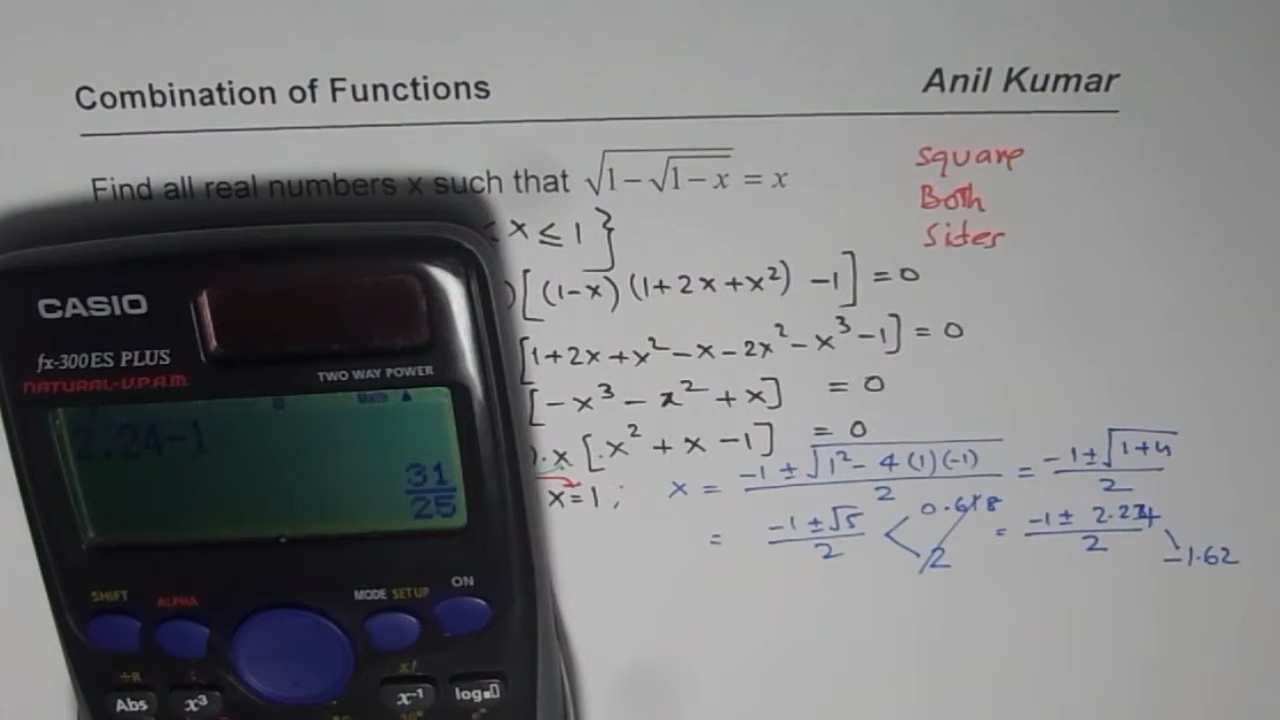 Combination of Functions
Anil Kumar
Find all real numbers x such that √(1−√(1−x)) = x
Square
Both
Sites
x ≤ 1 }
)[(1-x)(1+2x+x²) -1] = 0
[1+2x+x²-x-2x²-x³-1] = 0
[-x³ - x² + x] = 0
)·x[·x² + x -1] = 0
x=1 ;
x = (-1 ± √(1² - 4(1)(-1)))/2 = (-1±√(1+4))/2
= (-1±√5)/2 < 0.618 = (-1± 2.24)/2
-1.62
CASIO
fx-300ES PLUS
NATURAL-V.P.A.M.
TWO WAY POWER
Math ▲
2.24-1
31
25
SHIFT
ALPHA
MODE SETUP
ON
÷R
x!
Abs
x³
x⁻¹
log